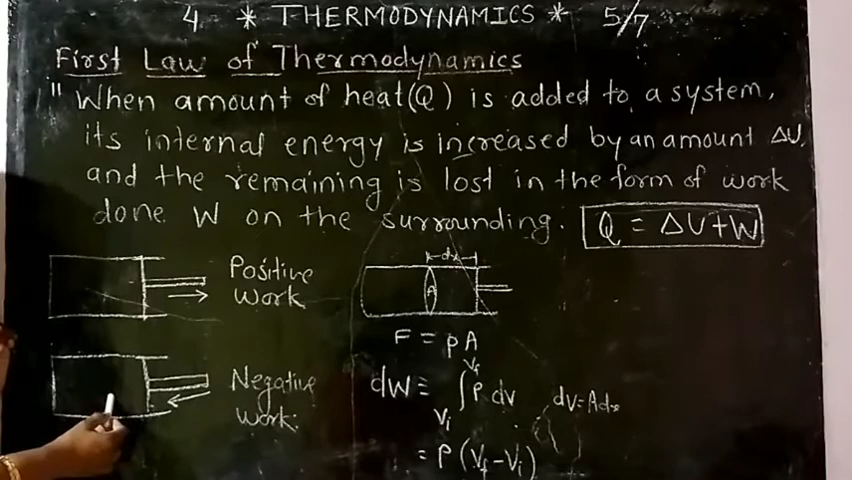 4 * THERMODYNAMICS * 5/7
First Law of Thermodynamics
"When amount of heat(Q) is added to a system,
its internal energy is increased by an amount ΔU,
and the remaining is lost in the form of work
done W on the surrounding. Q = ΔU+W
Positive
work
dx
A
F = pA
Negative
work.
dW = ∫ P dv
Vf
Vi
dv=Adx
= P(Vf-Vi)